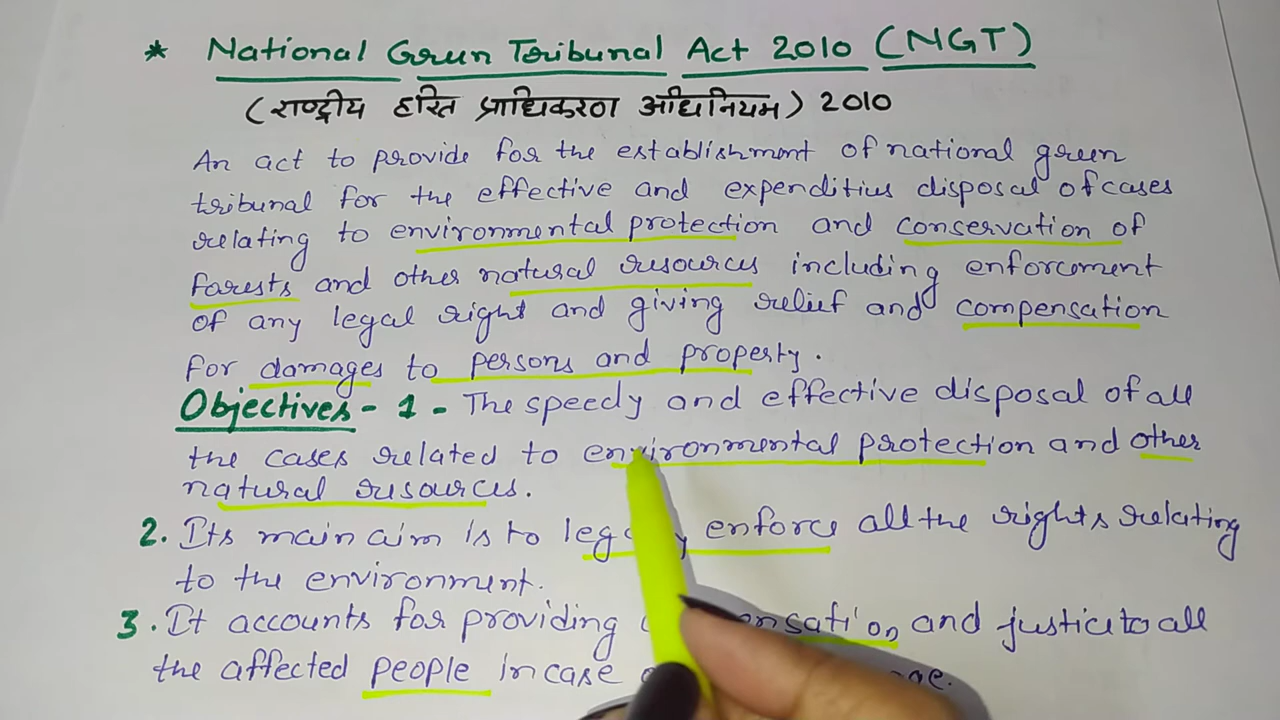 * National Green Tribunal Act 2010 (NGT)
(राष्ट्रीय हरित प्राधिकरण अधिनियम) 2010
An act to provide for the establishment of national green
tribunal for the effective and expenditius disposal of cases
relating to environmental protection and conservation of
forests and other natural resources including enforcement
of any legal right and giving relief and compensation
for damages to persons and property.
Objectives - 1 - The speedy and effective disposal of all
the cases related to environmental protection and other
natural resources.
2. Its main aim is to enforce all the rights relating
to the environment.
3. It accounts for providing and justice to all
the affected people in case